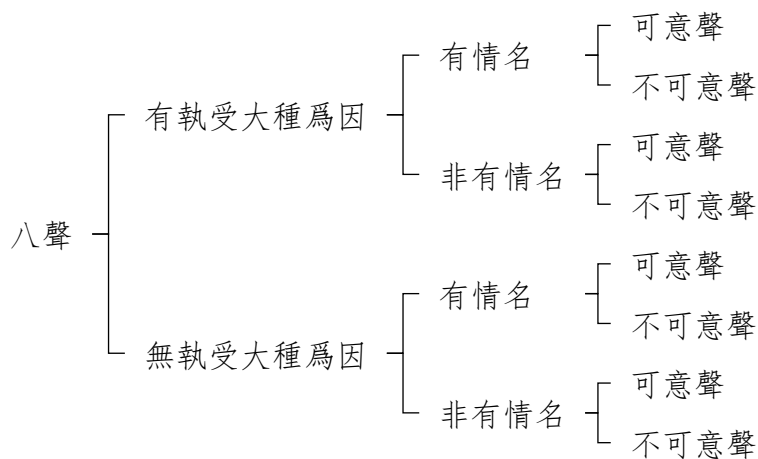 八聲
有執受大種爲因
有情名
可意聲
不可意聲
非有情名
可意聲
不可意聲
無執受大種爲因
有情名
可意聲
不可意聲
非有情名
可意聲
不可意聲